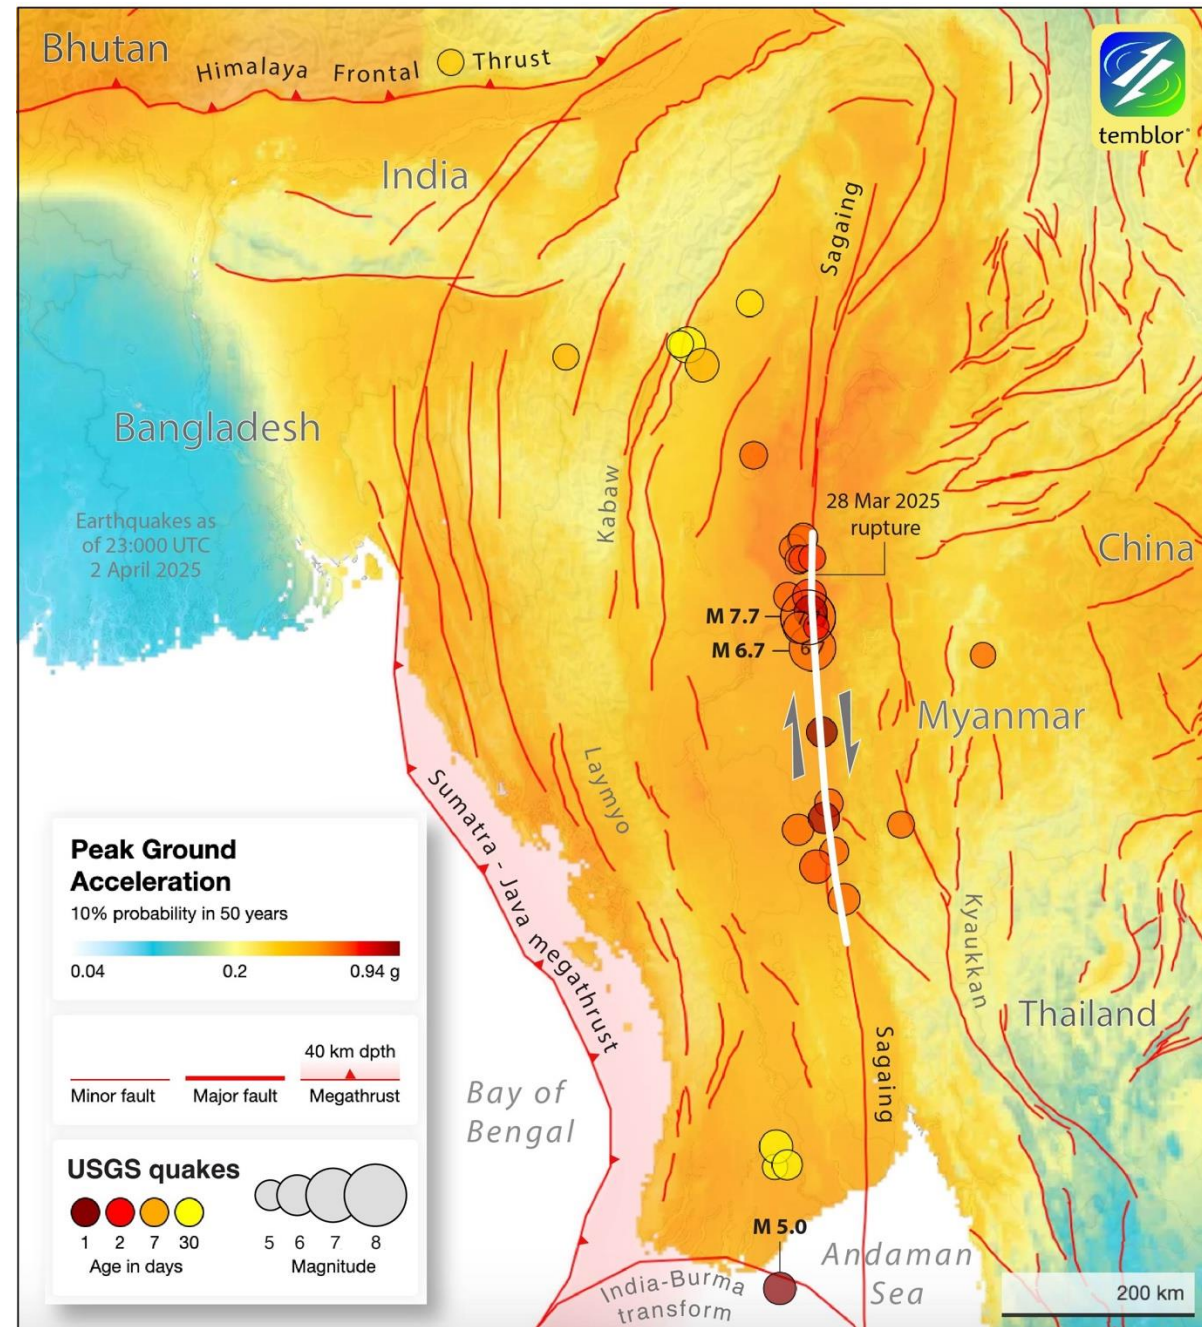 Bhutan
Himalaya Frontal Thrust
temblor
India
Sagaing
Bangladesh
Kabaw
28 Mar 2025
rupture
Earthquakes as
of 23:000 UTC
2 April 2025
China
M 7.7
M 6.7
Myanmar
Laymyo
Sumatra - Java megathrust
Peak Ground
Acceleration
10% probability in 50 years
0.04 0.2 0.94 g
40 km dpth
Minor fault Major fault Megathrust
Kyaukkan
Thailand
Sagaing
Bay of
Bengal
USGS quakes
1 2 7 30
Age in days
5 6 7 8
Magnitude
M 5.0
Andaman
Sea
India-Burma
transform
200 km